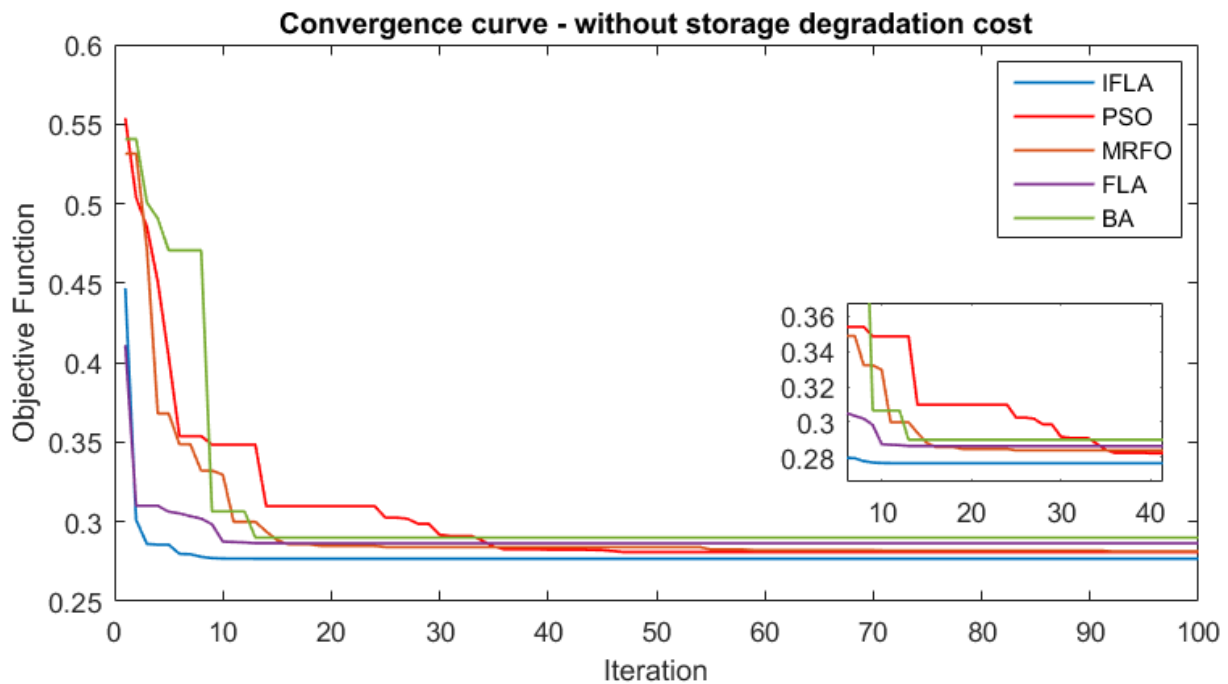 Convergence curve - without storage degradation cost
0.6
0.55
0.5
0.45
0.4
0.35
0.3
0.25
Objective Function
IFLA
PSO
MRFO
FLA
BA
0.36
0.34
0.32
0.3
0.28
10 20 30 40
0 10 20 30 40 50 60 70 80 90 100
Iteration